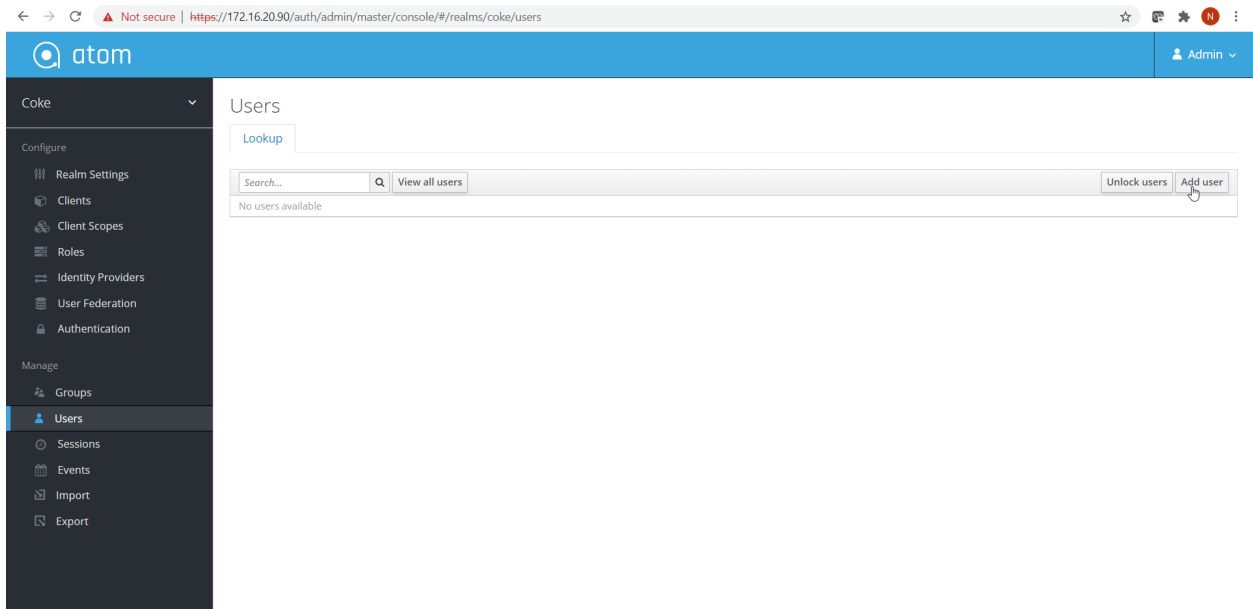 Not secure | https://172.16.20.90/auth/admin/master/console/#/realms/coke/users
N
atom
Admin
Coke
Users
Lookup
Configure
Realm Settings
Search...
View all users
Unlock users
Add user
No users available
Clients
Client Scopes
Roles
Identity Providers
User Federation
Authentication
Manage
Groups
Users
Sessions
Events
Import
Export